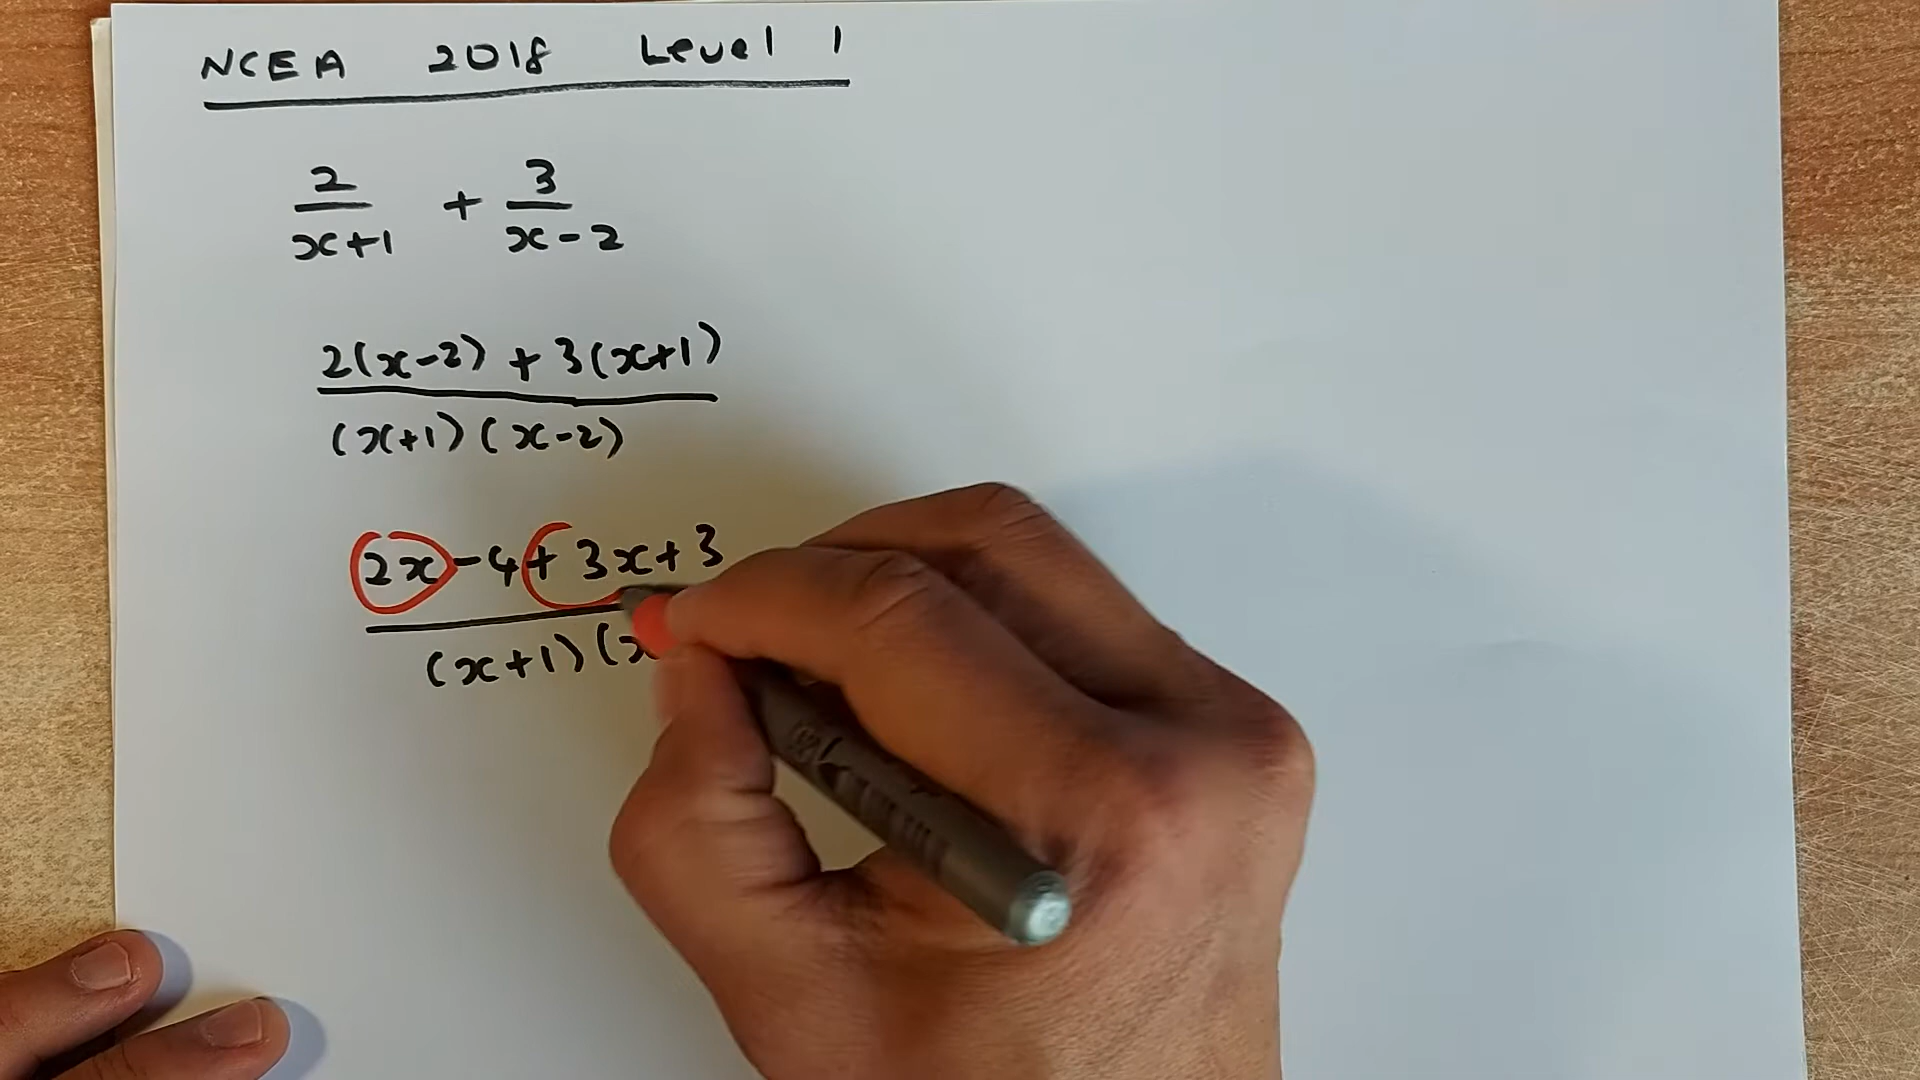 NCEA 2018 Level 1
2/x+1 + 3/x-2
2(x-2) + 3(x+1)
(x+1)(x-2)
2x-4+3x+3
(x+1)(x